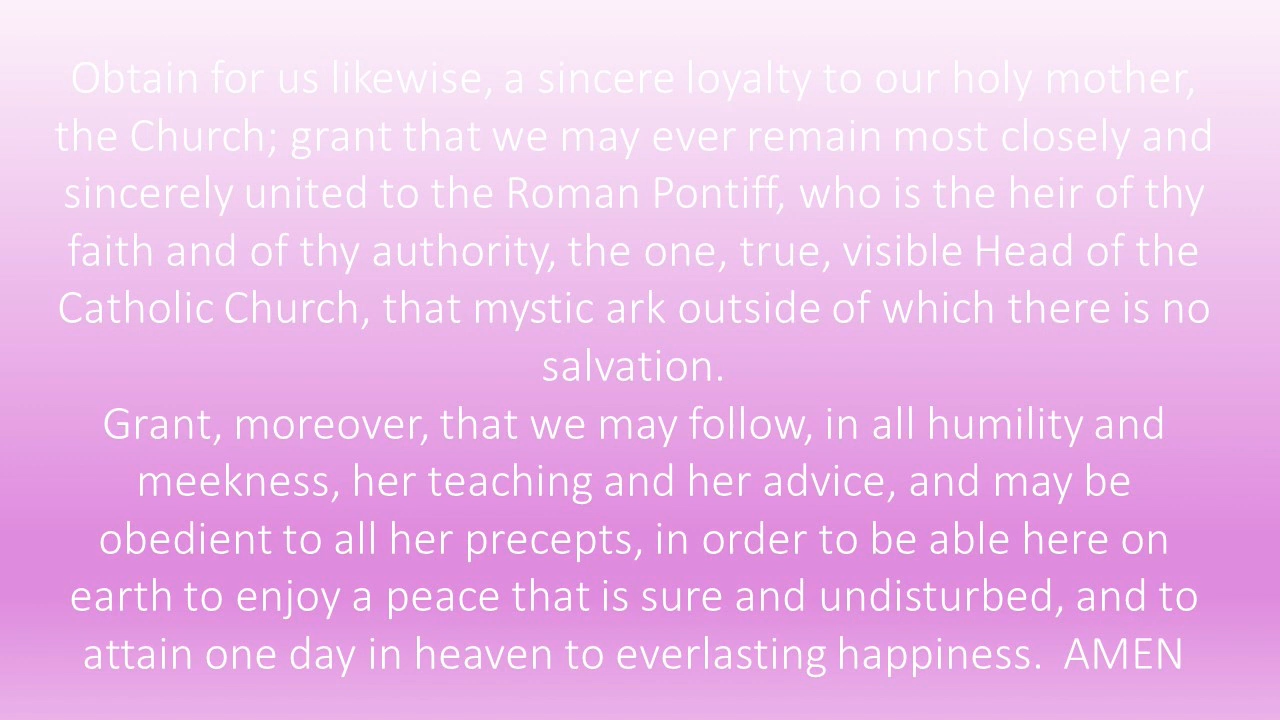 Obtain for us likewise, a sincere loyalty to our holy mother,
the Church; grant that we may ever remain most closely and
sincerely united to the Roman Pontiff, who is the heir of thy
faith and of thy authority, the one, true, visible Head of the
Catholic Church, that mystic ark outside of which there is no
salvation.
Grant, moreover, that we may follow, in all humility and
meekness, her teaching and her advice, and may be
obedient to all her precepts, in order to be able here on
earth to enjoy a peace that is sure and undisturbed, and to
attain one day in heaven to everlasting happiness.  AMEN